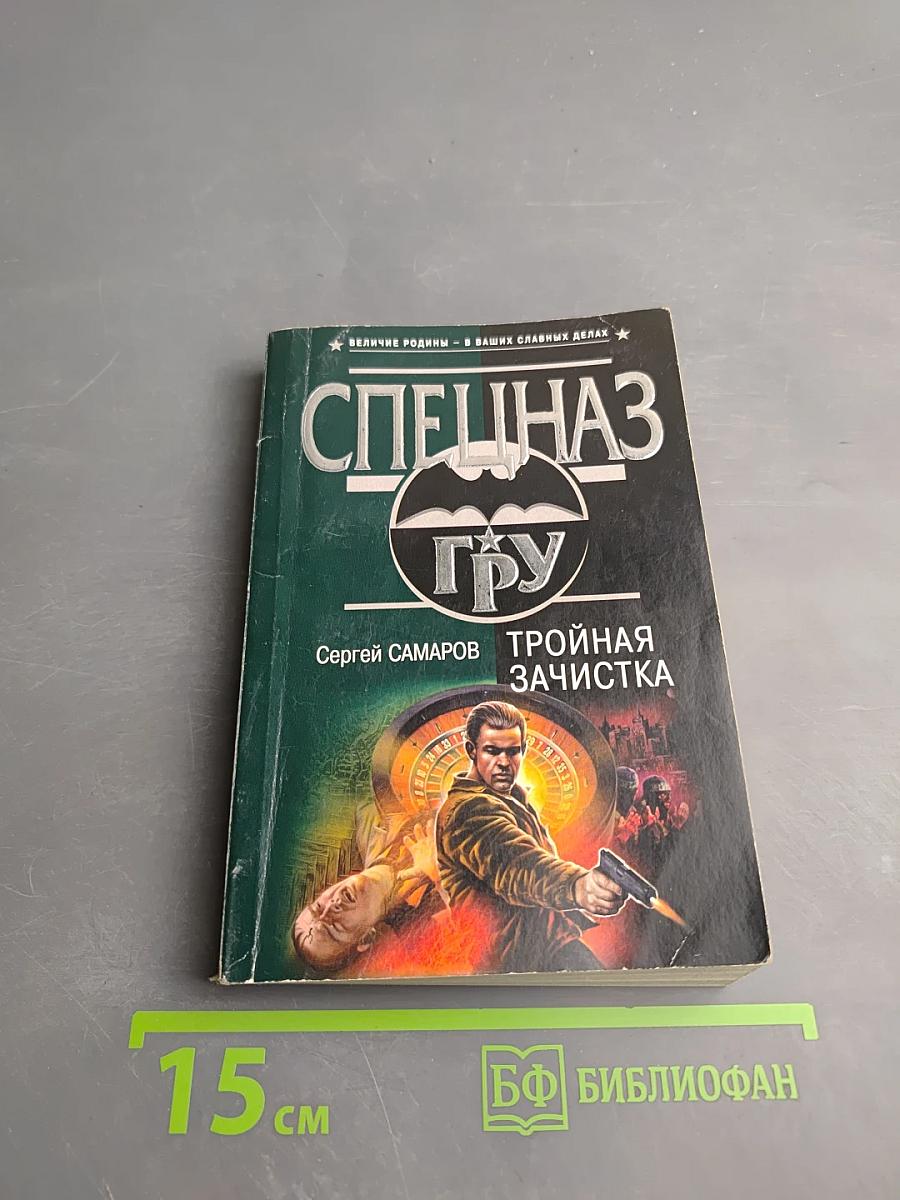 ВЕЛИЧИЕ РОДИНЫ – В ВАШИХ СЛАВНЫХ ДЕЛАХ
СПЕЦНАЗ
ГРУ
Сергей САМАРОВ
ТРОЙНАЯ
ЗАЧИСТКА
15 см
БФ БИБЛИОФАН